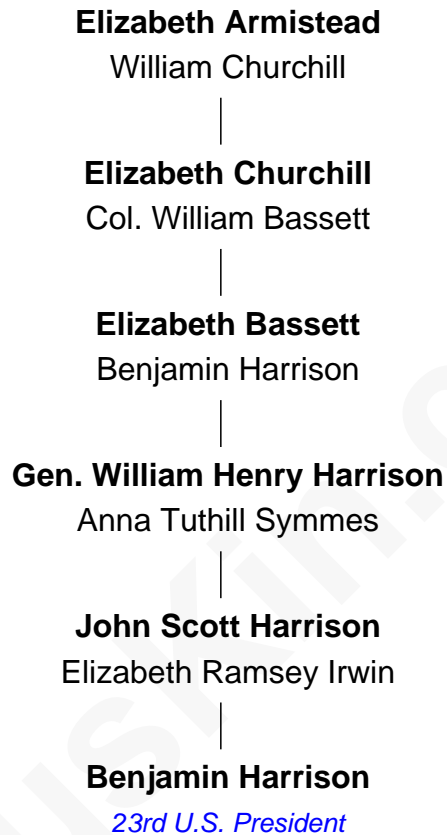 Elizabeth Armistead
William Churchill
Elizabeth Churchill
Col. William Bassett
Elizabeth Bassett
Benjamin Harrison
Gen. William Henry Harrison
Anna Tuthill Symmes
John Scott Harrison
Elizabeth Ramsey Irwin
Benjamin Harrison
23rd U.S. President